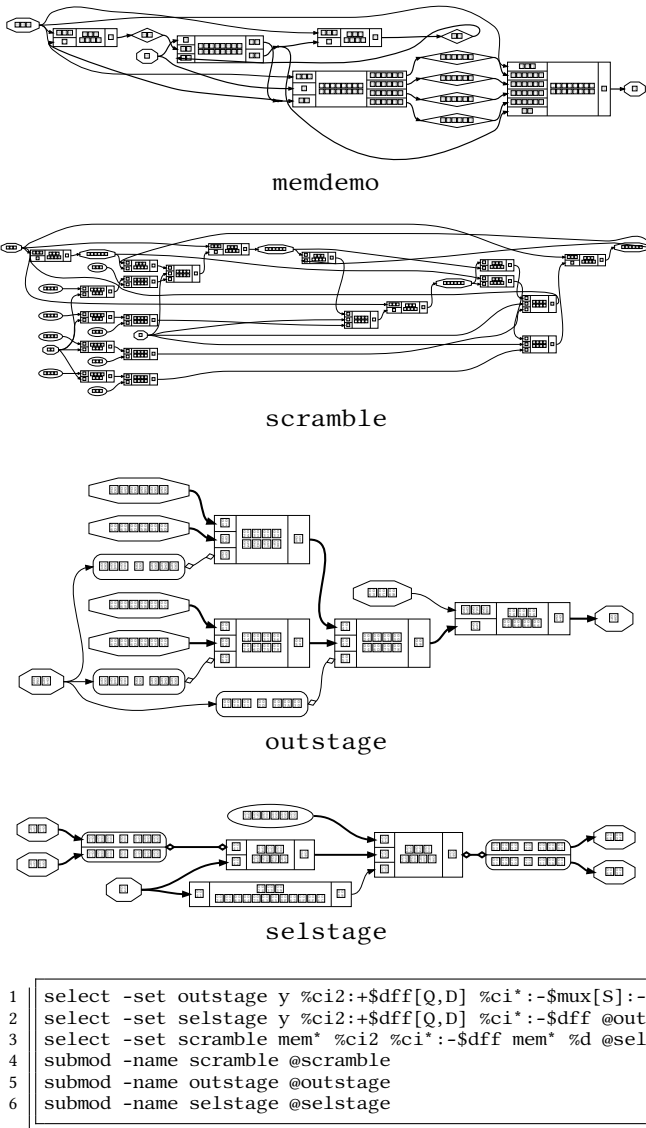 memdemo
scramble
outstage
selstage
1 select -set outstage y %ci2:+$dff[Q,D] %ci*:-$mux[S]:-
2 select -set selstage y %ci2:+$dff[Q,D] %ci*:-$dff @out
3 select -set scramble mem* %ci2 %ci*:-$dff mem* %d @sel
4 submod -name scramble @scramble
5 submod -name outstage @outstage
6 submod -name selstage @selstage